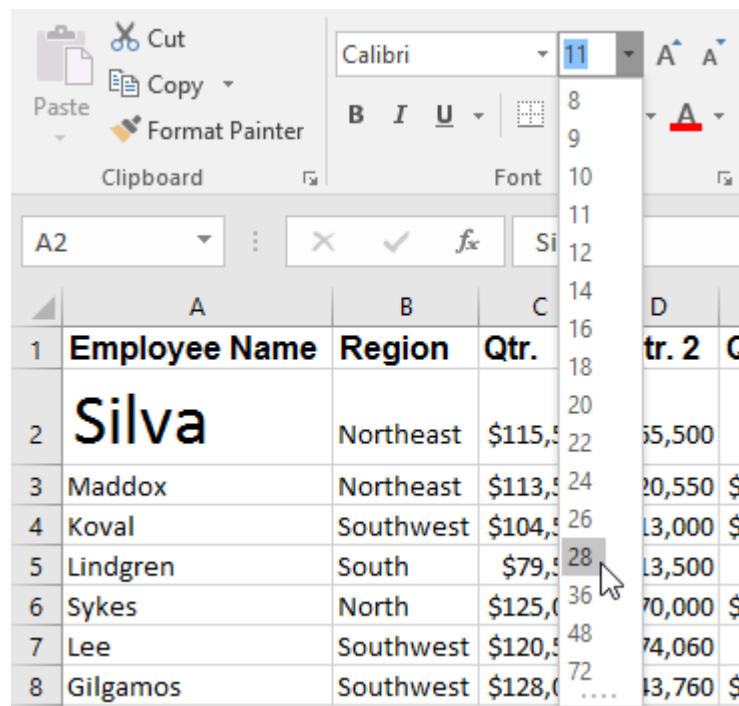 Cut
Copy
Paste
Format Painter
Clipboard
Calibri
11
A A
B I U A
Font
8
9
10
11
12
14
16
18
20
22
24
26
28
36
48
72
A2 fx Si
A B C D
1 Employee Name Region Qtr. tr. 2
2 Silva Northeast $115,5 55,500
3 Maddox Northeast $113,5 20,550 $
4 Koval Southwest $104,5 13,000 $
5 Lindgren South $79,5 13,500
6 Sykes North $125,0 70,000 $
7 Lee Southwest $120,5 74,060
8 Gilgamos Southwest $128,0 43,760 $